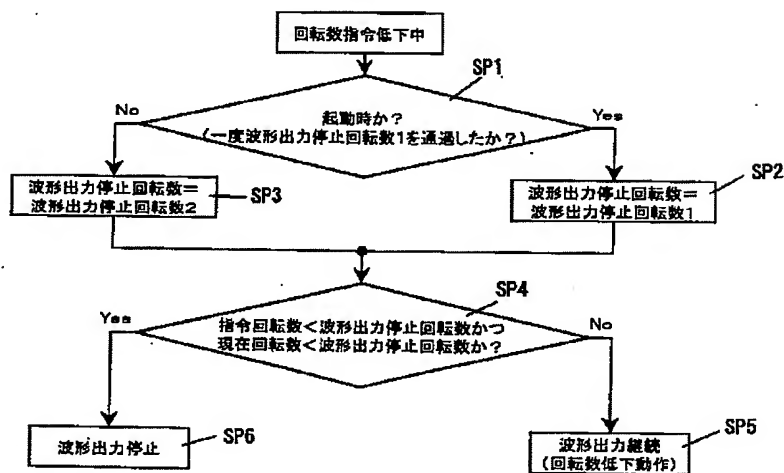 回転数指令低下中
SP1
No
Yes
起動時か?
(一度波形出力停止回転数1を通過したか?)
波形出力停止回転数=
波形出力停止回転数2
SP3
波形出力停止回転数=
波形出力停止回転数1
SP2
SP4
Yes
No
指令回転数<波形出力停止回転数かつ
現在回転数<波形出力停止回転数か?
波形出力停止
SP6
波形出力継続
(回転数低下動作)
SP5